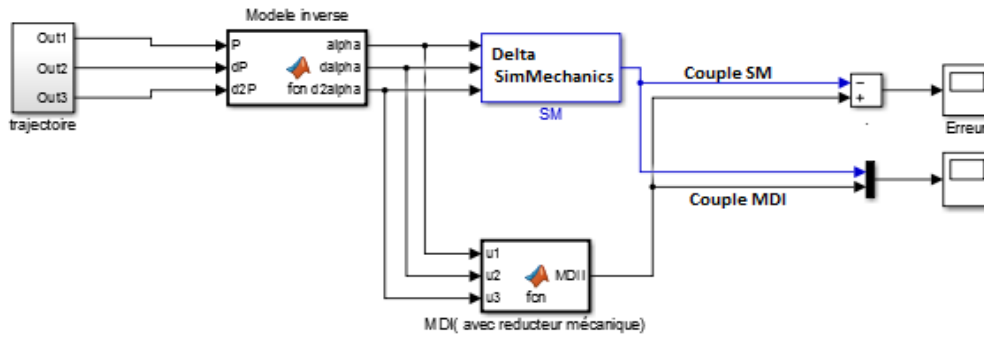 Modele inverse
Out1
Out2
Out3
trajectoire
P
dP
d2P
fcn
alpha
dalpha
d2alpha
Delta
SimMechanics
SM
Couple SM
−
+
.
Erreur
Couple MDI
u1
u2
u3
fcn
MDII
MDI( avec reducteur mécanique)